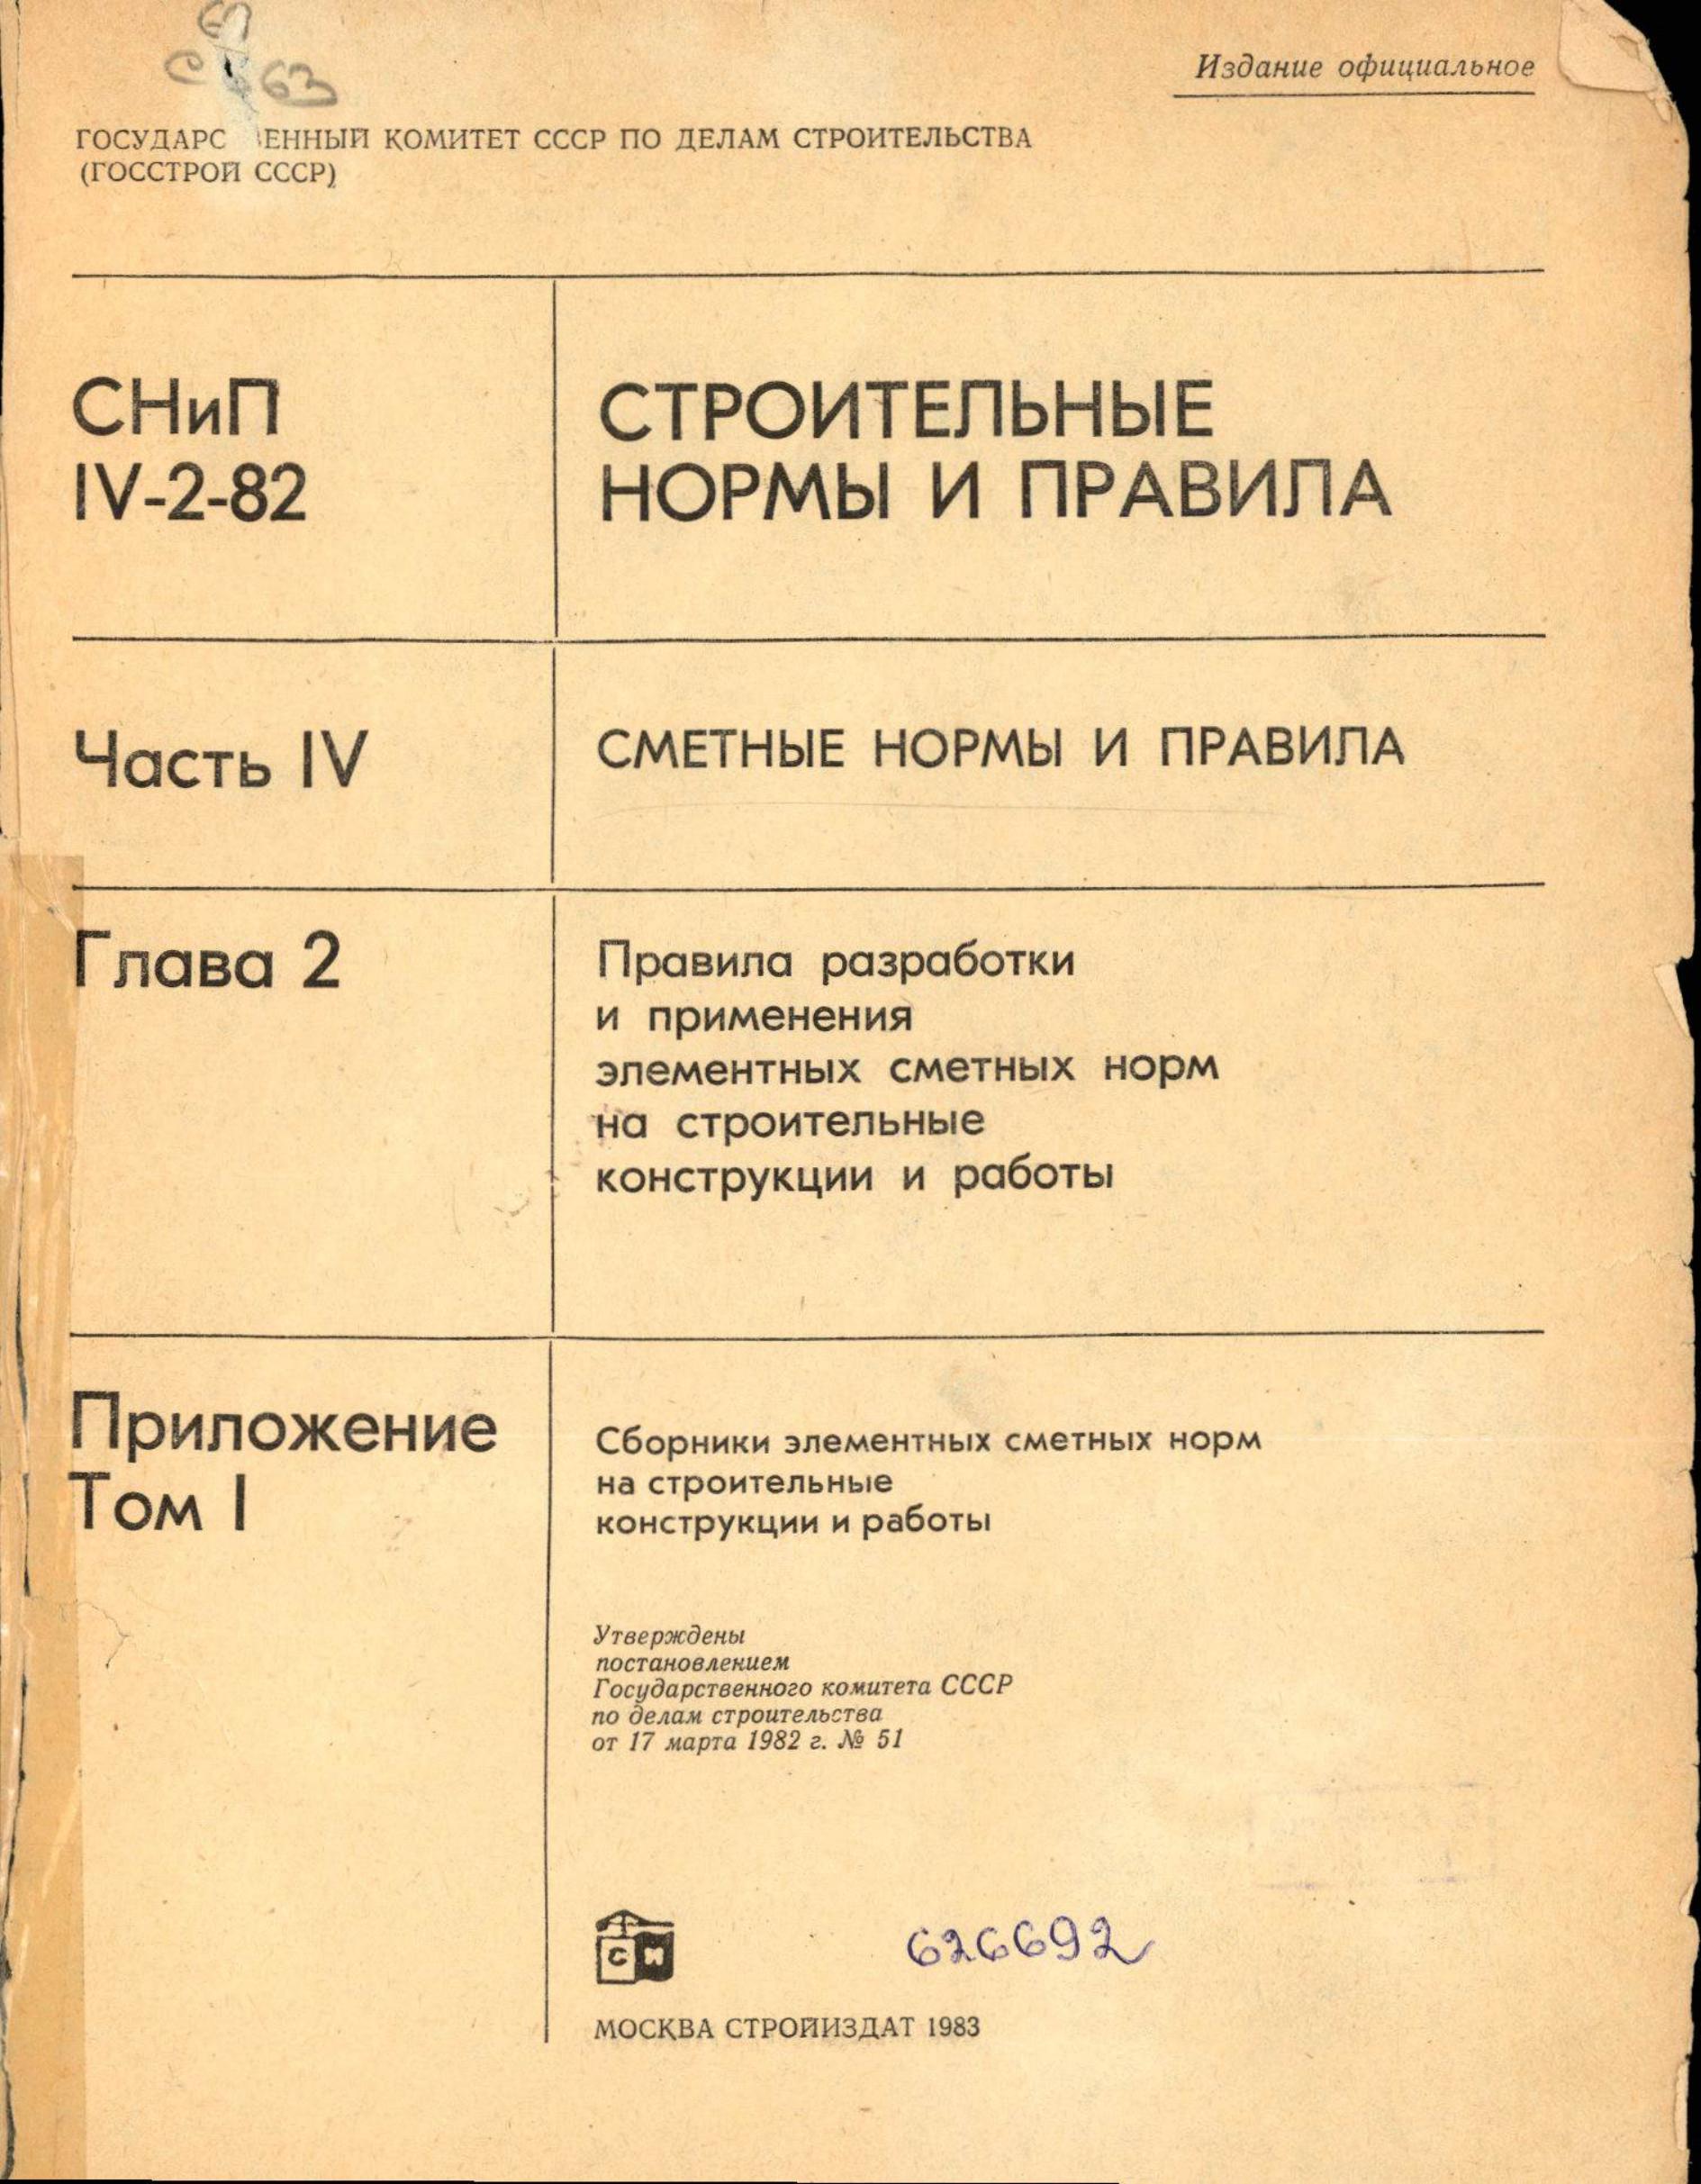 Издание официальное
63
ГОСУДАРС ЕННЫЙ КОМИТЕТ СССР ПО ДЕЛАМ СТРОИТЕЛЬСТВА
(ГОССТРОЙ СССР)
СНиП
IV-2-82
СТРОИТЕЛЬНЫЕ
НОРМЫ И ПРАВИЛА
Часть IV
СМЕТНЫЕ НОРМЫ И ПРАВИЛА
Глава 2
Правила разработки
и применения
элементных сметных норм
на строительные
конструкции и работы
Приложение
Том I
Сборники элементных сметных норм
на строительные
конструкции и работы
Утверждены
постановлением
Государственного комитета СССР
по делам строительства
от 17 марта 1982 г. № 51
СИ
626692
МОСКВА СТРОЙИЗДАТ 1983